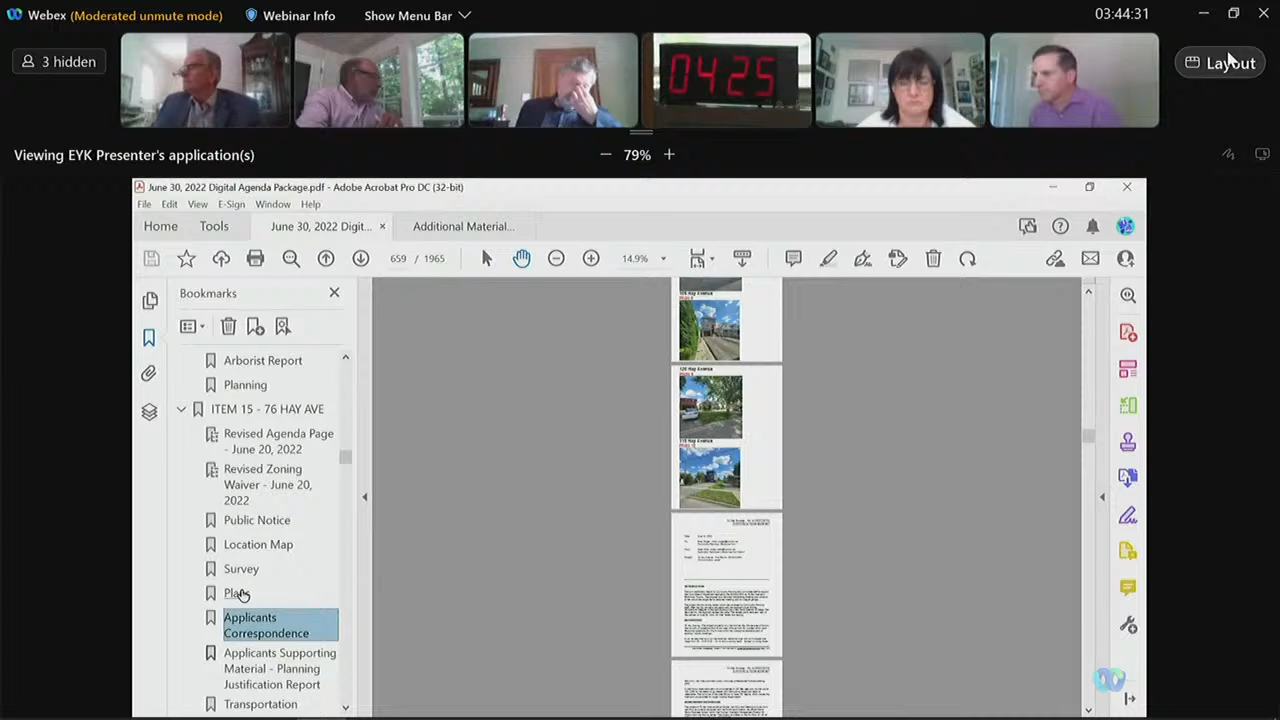 Webex (Moderated unmute mode) Webinar Info Show Menu Bar 03:44:31
3 hidden
04 25
Layout
Viewing EYK Presenter's application(s) 79%
June 30, 2022 Digital Agenda Package.pdf - Adobe Acrobat Pro DC (32-bit)
File Edit View E-Sign Window Help
Home Tools June 30, 2022 Digit... × Additional Material...
659 / 1965 14.9%
Bookmarks
Arborist Report
Planning
ITEM 15 - 76 HAY AVE
Revised Agenda Page
- June 20, 2022
Revised Zoning
Waiver - June 20,
2022
Public Notice
Location Map
Survey
Applicants
Correspondence
Applicants Supporting
Material - Planning
Justification Report
Transportation